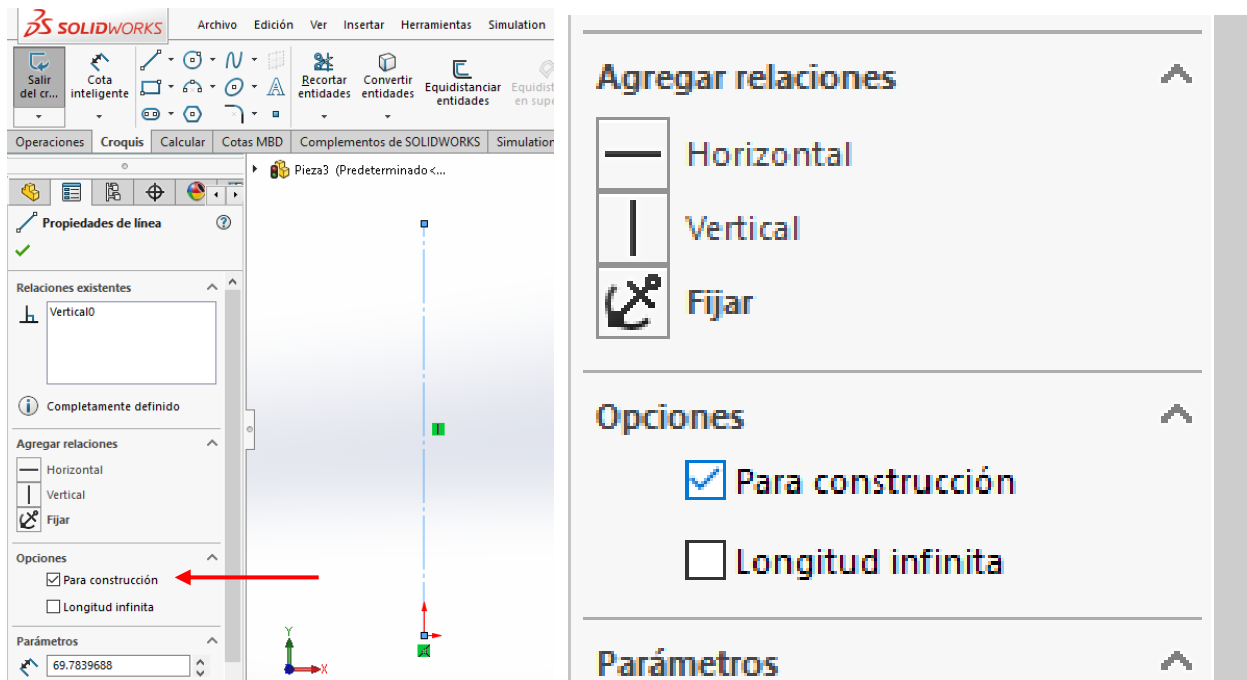 SOLIDWORKS
Archivo Edición Ver Insertar Herramientas Simulation
Salir del cr...
Cota inteligente
Recortar entidades
Convertir entidades
Equidistanciar entidades
Operaciones Croquis Calcular Cotas MBD Complementos de SOLIDWORKS Simulation
Pieza3 (Predeterminado<...
Propiedades de línea
Relaciones existentes
Vertical0
Completamente definido
Agregar relaciones
Horizontal
Vertical
Fijar
Opciones
Para construcción
Longitud infinita
Parámetros
69.7839688
Y
X
Agregar relaciones
Horizontal
Vertical
Fijar
Opciones
Para construcción
Longitud infinita
Parámetros